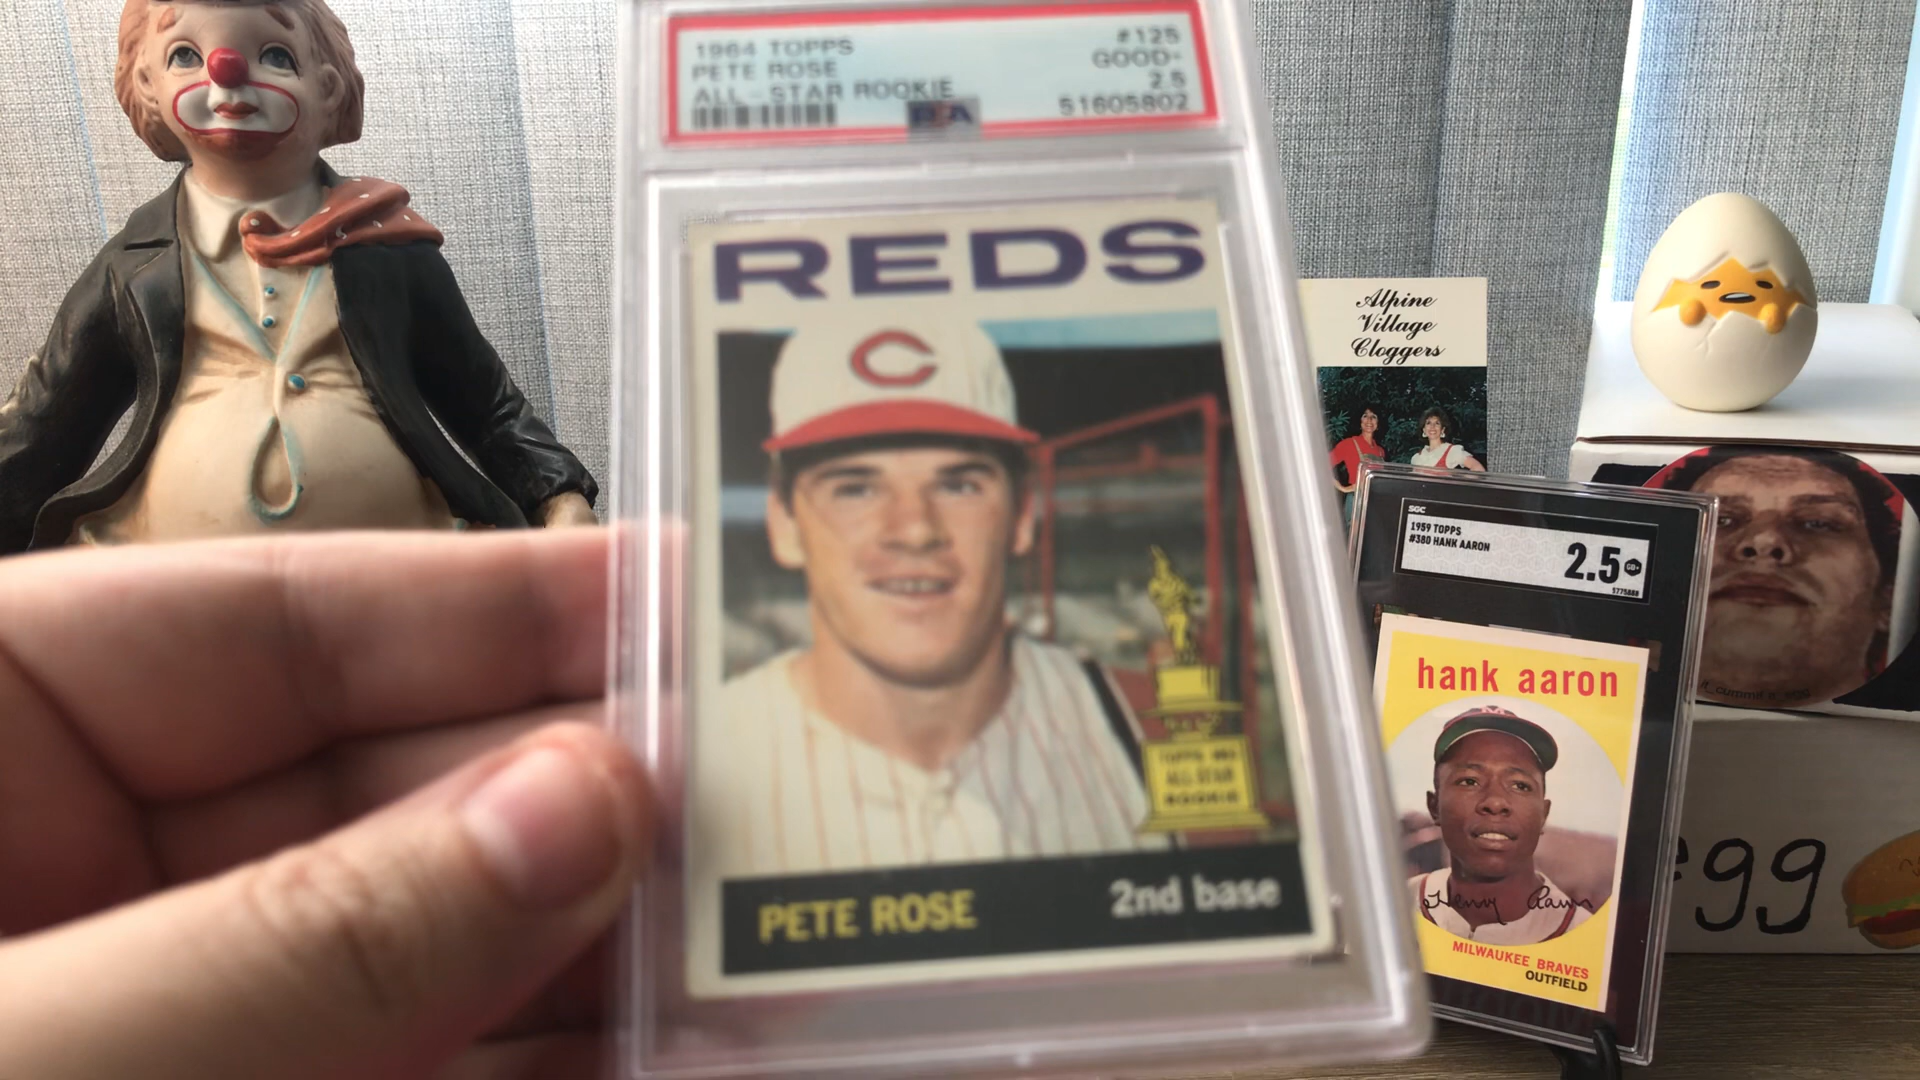 1964 TOPPS
PETE ROSE
ALL - STAR ROOKIE
#125
GOOD+
2.5
51605802
PSA
REDS
C
TOPPS 1963
ALL-STAR
ROOKIE
PETE ROSE
2nd base
Alpine
Village
Cloggers
SGC
1959 TOPPS
#380 HANK AARON
2.5
GD+
hank aaron
M
Henry Aaron
MILWAUKEE BRAVES
OUTFIELD
egg